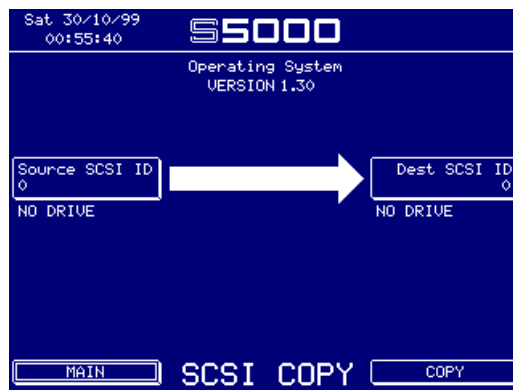 Sat 30/10/99
00:55:40
S5000
Operating System
VERSION 1.30
Source SCSI ID
0
NO DRIVE
Dest SCSI ID
0
NO DRIVE
MAIN
SCSI COPY
COPY